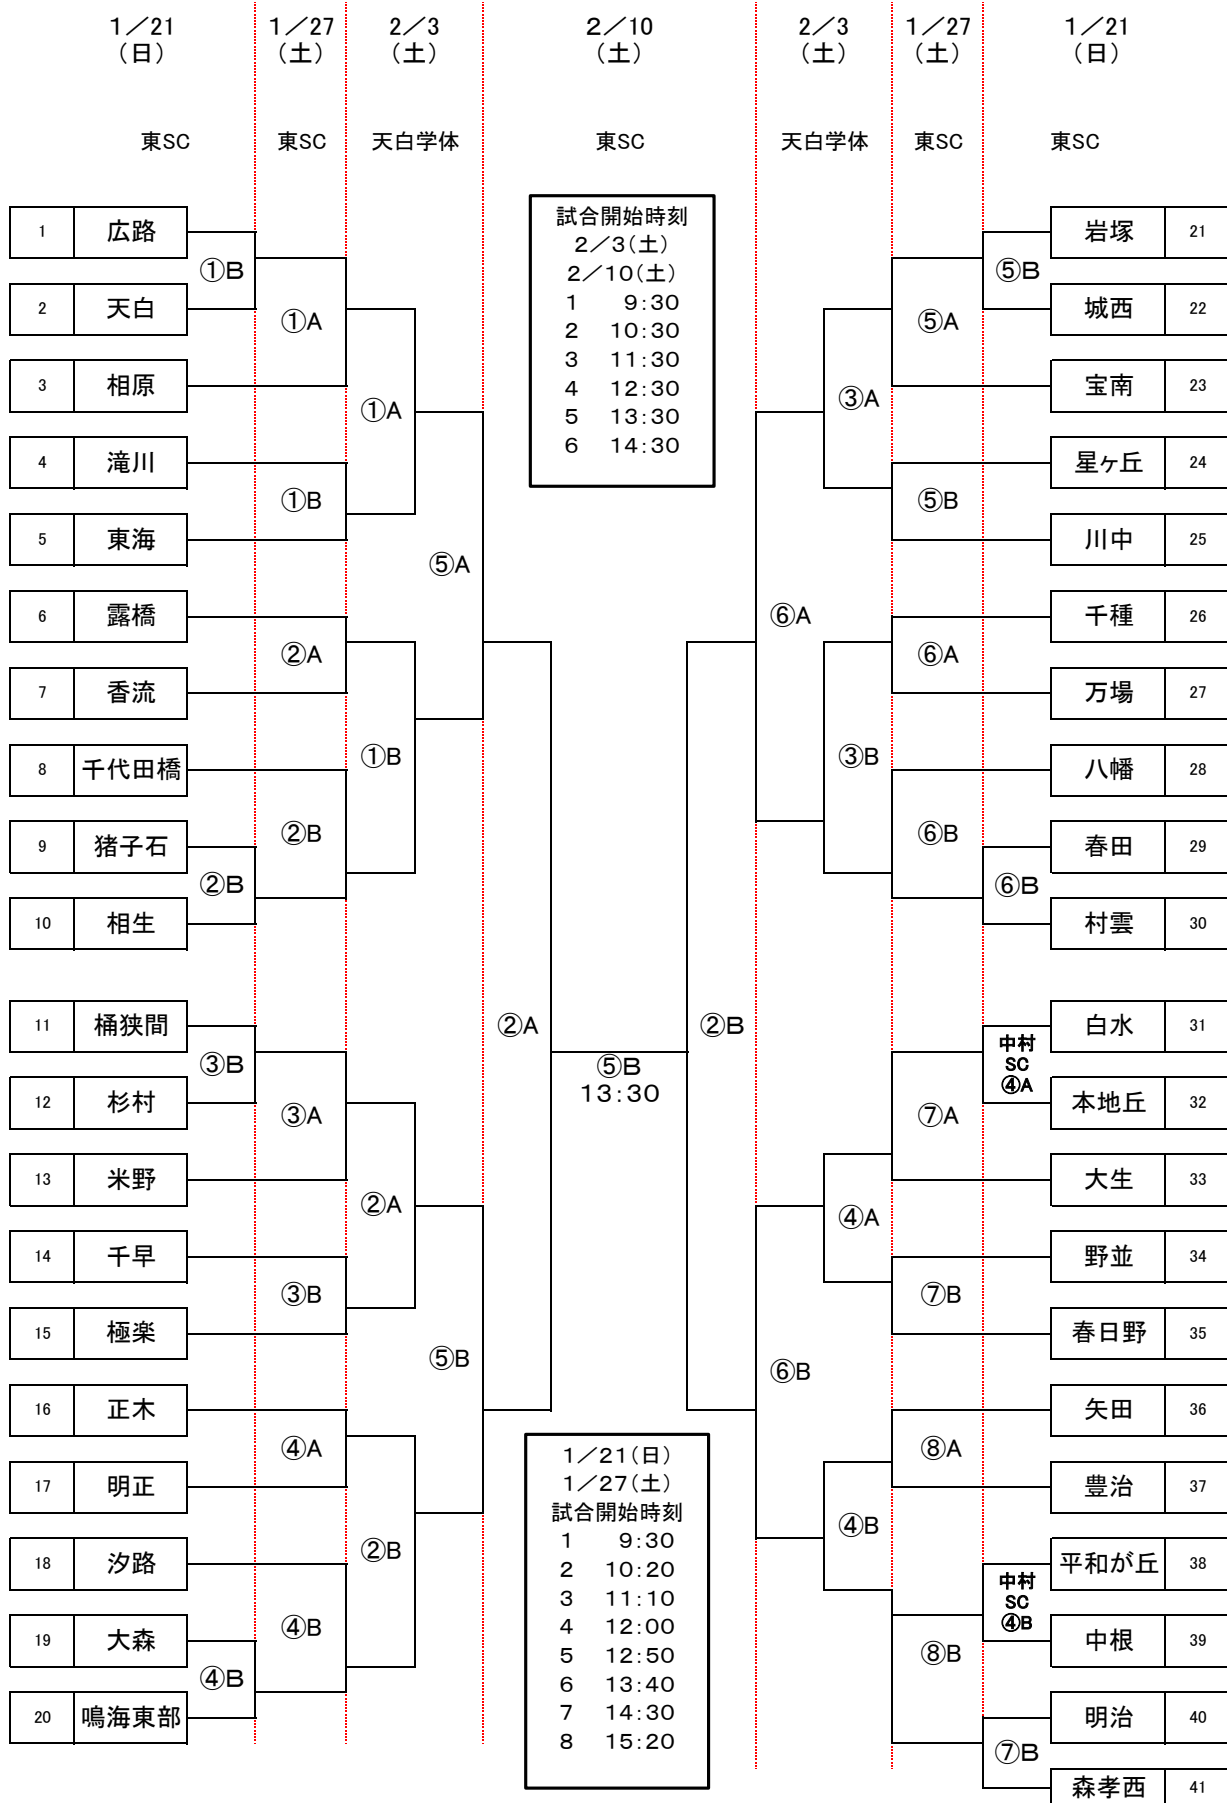 1／21 1／27 2／3 2／10 2／3 1／27 1／21
（日） （土） （土） （土） （土） （土） （日）
東SC 東SC 天白学体 東SC 天白学体 東SC 東SC
試合開始時刻
2／3(土)
2／10(土)
1 9:30
2 10:30
3 11:30
4 12:30
5 13:30
6 14:30
1 広路
①B
2 天白
①A
3 相原
①A
4 滝川
①B
5 東海
⑤A
6 露橋
②A
7 香流
①B
8 千代田橋
②B
9 猪子石
②B
10 相生
11 桶狭間
②A
③B
12 杉村
③A
13 米野
②A
14 千早
③B
15 極楽
⑤B
16 正木
④A
17 明正
②B
18 汐路
④B
19 大森
④B
20 鳴海東部
⑤B
13:30
岩塚 21
⑤B
城西 22
⑤A
宝南 23
③A
星ヶ丘 24
⑤B
川中 25
⑥A
千種 26
⑥A
万場 27
③B
八幡 28
⑥B
春田 29
⑥B
村雲 30
②B
白水 31
中村
SC
④A
本地丘 32
⑦A
大生 33
④A
野並 34
⑦B
春日野 35
⑥B
矢田 36
⑧A
豊治 37
④B
平和が丘 38
中村
SC
④B
中根 39
⑧B
明治 40
⑦B
森孝西 41
1／21(日)
1／27(土)
試合開始時刻
1 9:30
2 10:20
3 11:10
4 12:00
5 12:50
6 13:40
7 14:30
8 15:20